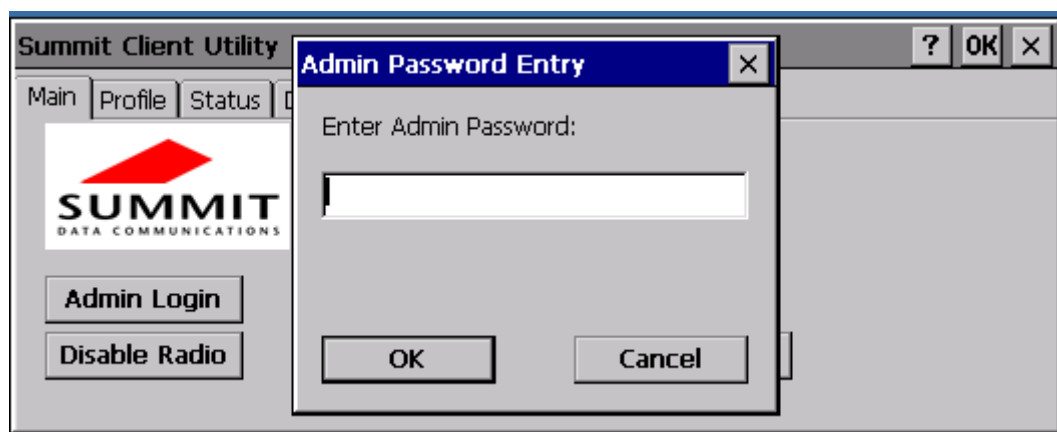 Summit Client Utility
? OK ×
Admin Password Entry
×
Main Profile Status
Enter Admin Password:
SUMMIT
DATA COMMUNICATIONS
Admin Login
Disable Radio
OK Cancel